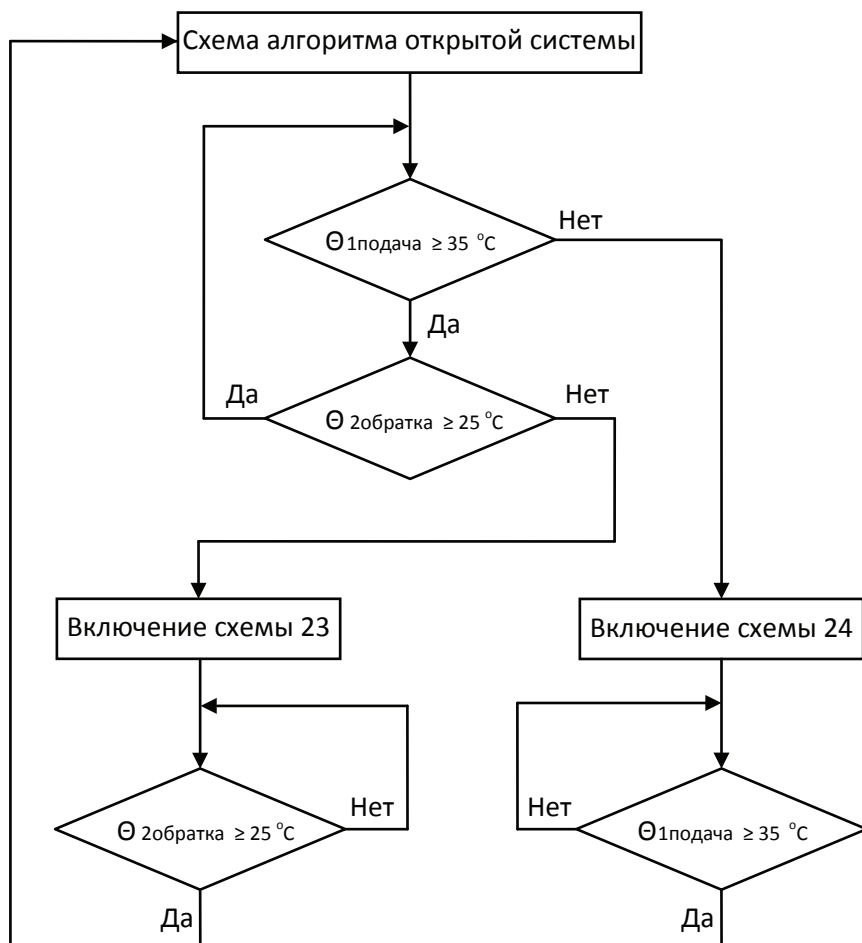 Схема алгоритма открытой системы
Нет
Θ1подача ≥ 35 °C
Да
Да
Нет
Θ 2обратка ≥ 25 °C
Включение схемы 23
Включение схемы 24
Нет
Нет
Θ 2обратка ≥ 25 °C
Θ1подача ≥ 35 °C
Да
Да